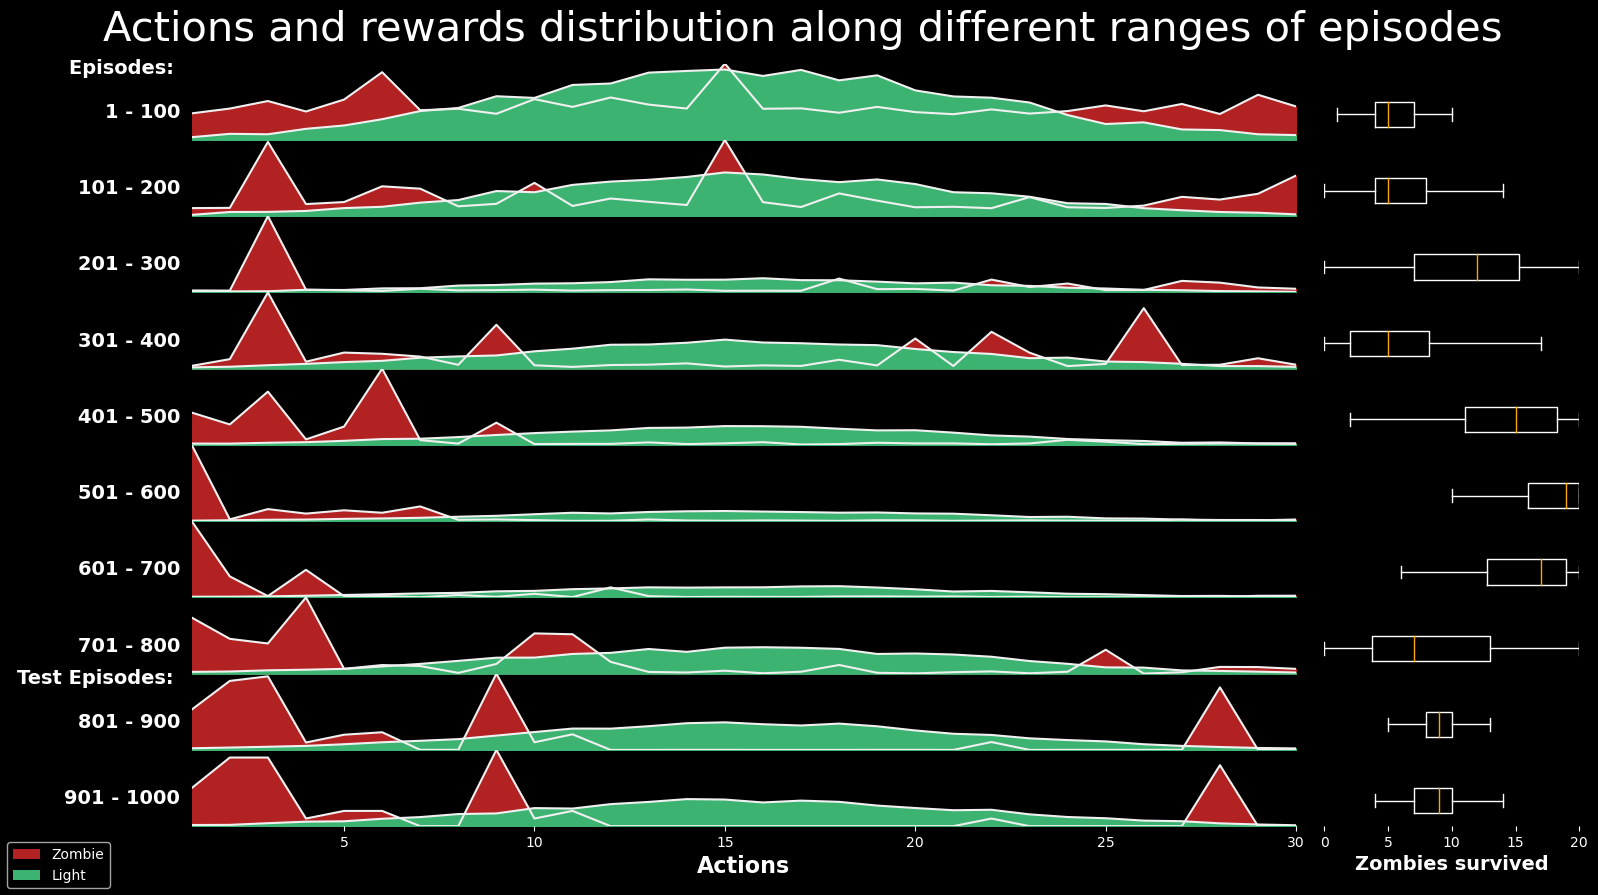 Actions and rewards distribution along different ranges of episodes
Episodes:
1 - 100
101 - 200
201 - 300
301 - 400
401 - 500
501 - 600
601 - 700
701 - 800
Test Episodes:
801 - 900
901 - 1000
5 10 15 20 25 30
0 5 10 15 20
Actions
Zombies survived
Zombie
Light